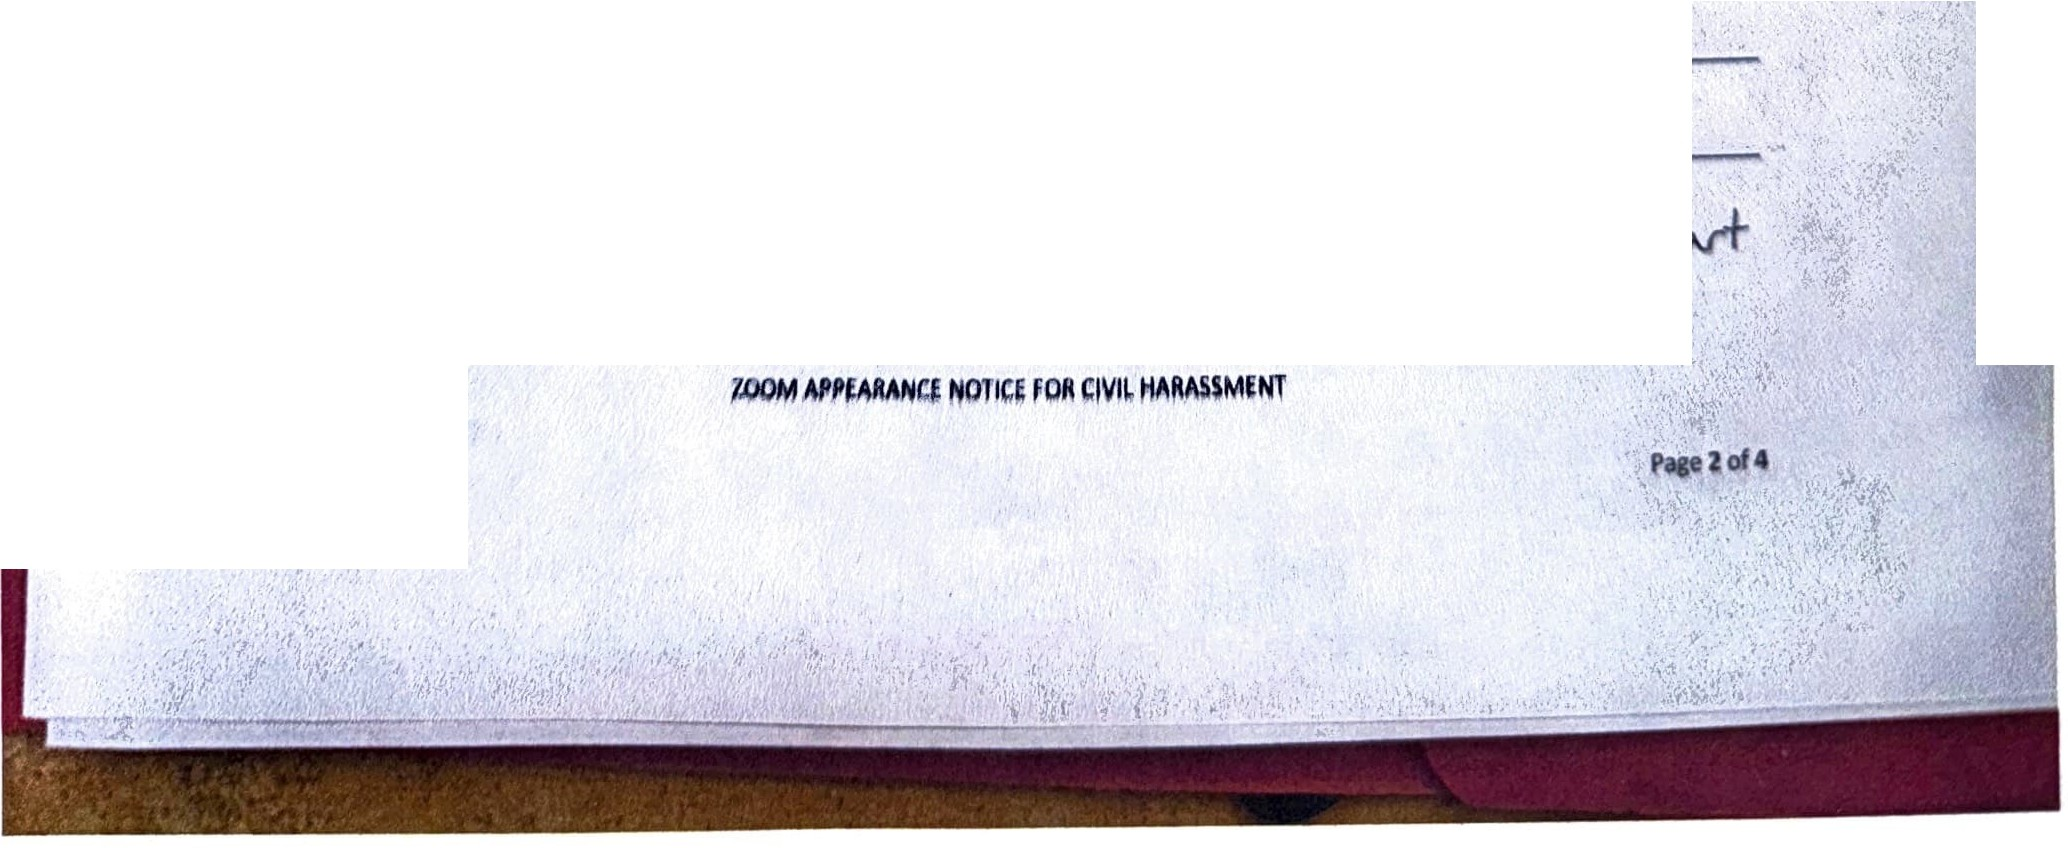 ZOOM APPEARANCE NOTICE FOR CIVIL HARASSMENT
Page 2 of 4